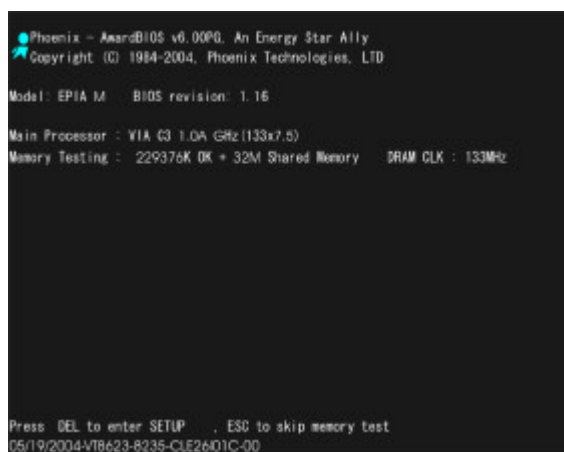 Phoenix - AwardBIOS v6.00PG, An Energy Star Ally
Copyright (C) 1984-2004, Phoenix Technologies, LTD
Model: EPIA M BIOS revision: 1.16
Main Processor : VIA C3 1.0A GHz(133x7.5)
Memory Testing : 229376K OK + 32M Shared Memory DRAM CLK : 133MHz
Press DEL to enter SETUP , ESC to skip memory test
05/19/2004-VT8623-8235-CLE26I01C-00